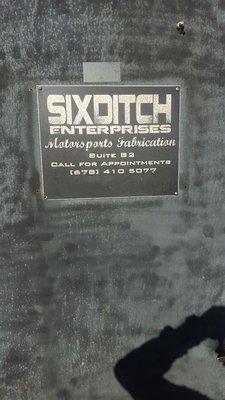 SIXDITCH
ENTERPRISES
Motorsports Fabrication
SUITE B2
CALL FOR APPOINTMENTS
(678) 410 5077